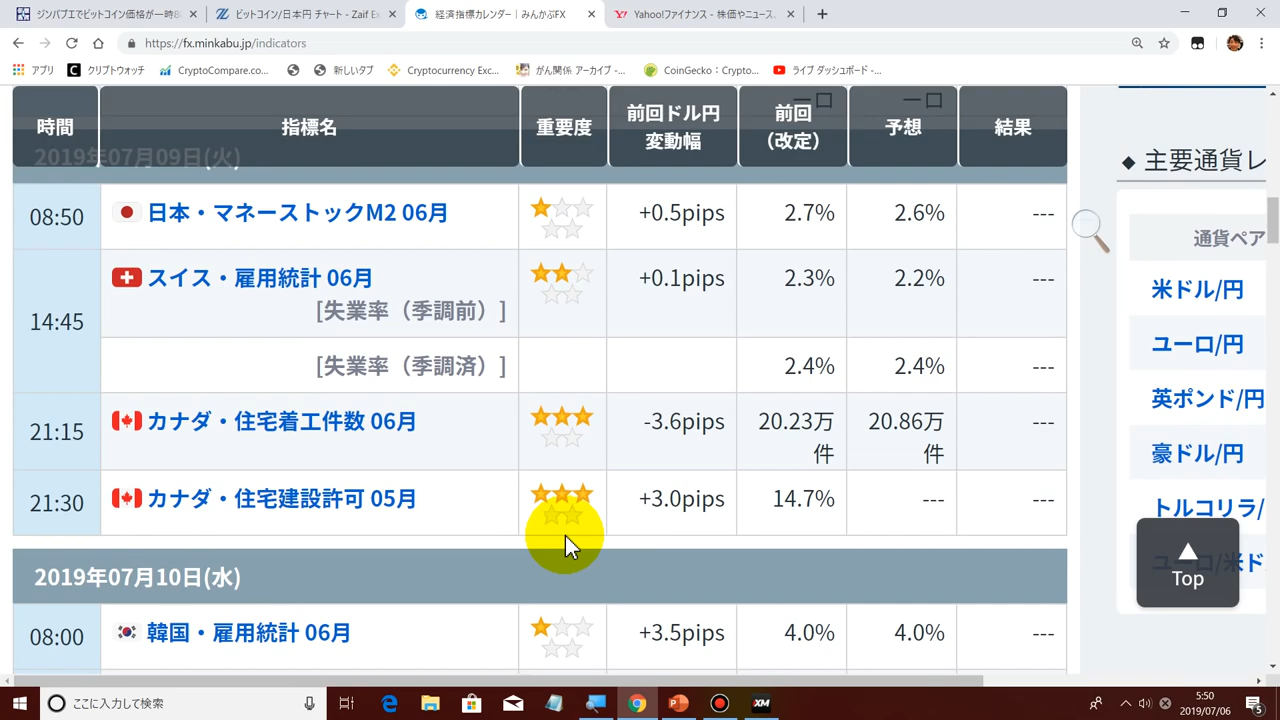 ジンバブエでビットコイン価格が一時8
ビットコイン/日本円 チャート - Zaif Ex
経済指標カレンダー | みんかぶFX
Yahoo!ファイナンス - 株価やニュース、
https://fx.minkabu.jp/indicators
アプリ
クリプトウォッチ
CryptoCompare.co...
新しいタブ
Cryptocurrency Exc...
がん関係 アーカイブ -...
CoinGecko：Crypto...
ライブ ダッシュボード -...
時間 指標名 重要度 前回ドル円 変動幅 前回 (改定) 予想 結果
2019年07月09日(火)
08:50 日本・マネーストックM2 06月 +0.5pips 2.7% 2.6% ---
14:45 スイス・雇用統計 06月 +0.1pips 2.3% 2.2% ---
[失業率（季調前）]
[失業率（季調済）] 2.4% 2.4% ---
21:15 カナダ・住宅着工件数 06月 -3.6pips 20.23万件 20.86万件 ---
21:30 カナダ・住宅建設許可 05月 +3.0pips 14.7% --- ---
2019年07月10日(水)
08:00 韓国・雇用統計 06月 +3.5pips 4.0% 4.0% ---
◆ 主要通貨レ
通貨ペア
米ドル/円
ユーロ/円
英ポンド/円
豪ドル/円
トルコリラ/
ユーロ/米ド
Top
ここに入力して検索
XM
5:50
2019/07/06
5